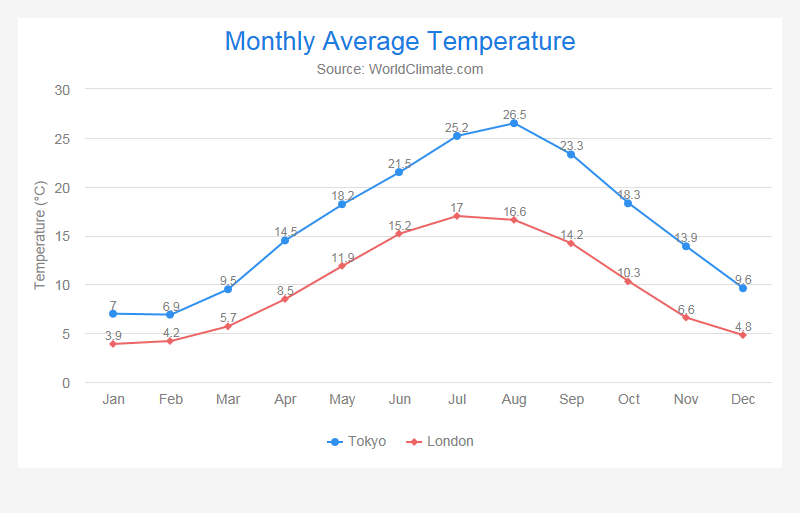 Monthly Average Temperature
Source: WorldClimate.com
Temperature (°C)
30
25
20
15
10
5
0
7 6.9 9.5 14.5 18.2 21.5 25.2 26.5 23.3 18.3 13.9 9.6
3.9 4.2 5.7 8.5 11.9 15.2 17 16.6 14.2 10.3 6.6 4.8
Jan Feb Mar Apr May Jun Jul Aug Sep Oct Nov Dec
Tokyo London